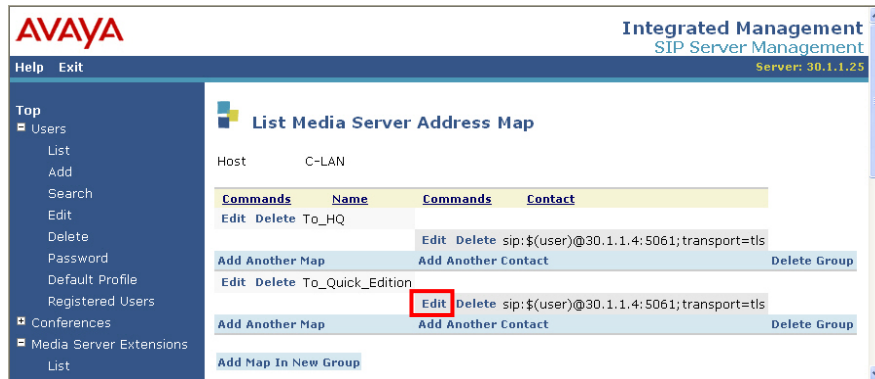 AVAYA
Integrated Management
SIP Server Management
Help Exit
Server: 30.1.1.25
Top
Users
List
Add
Search
Edit
Delete
Password
Default Profile
Registered Users
Conferences
Media Server Extensions
List
List Media Server Address Map
Host C-LAN
Commands Name Commands Contact
Edit Delete To_HQ
Edit Delete sip:$(user)@30.1.1.4:5061;transport=tls
Add Another Map Add Another Contact Delete Group
Edit Delete To_Quick_Edition
Edit Delete sip:$(user)@30.1.1.4:5061;transport=tls
Add Another Map Add Another Contact Delete Group
Add Map In New Group